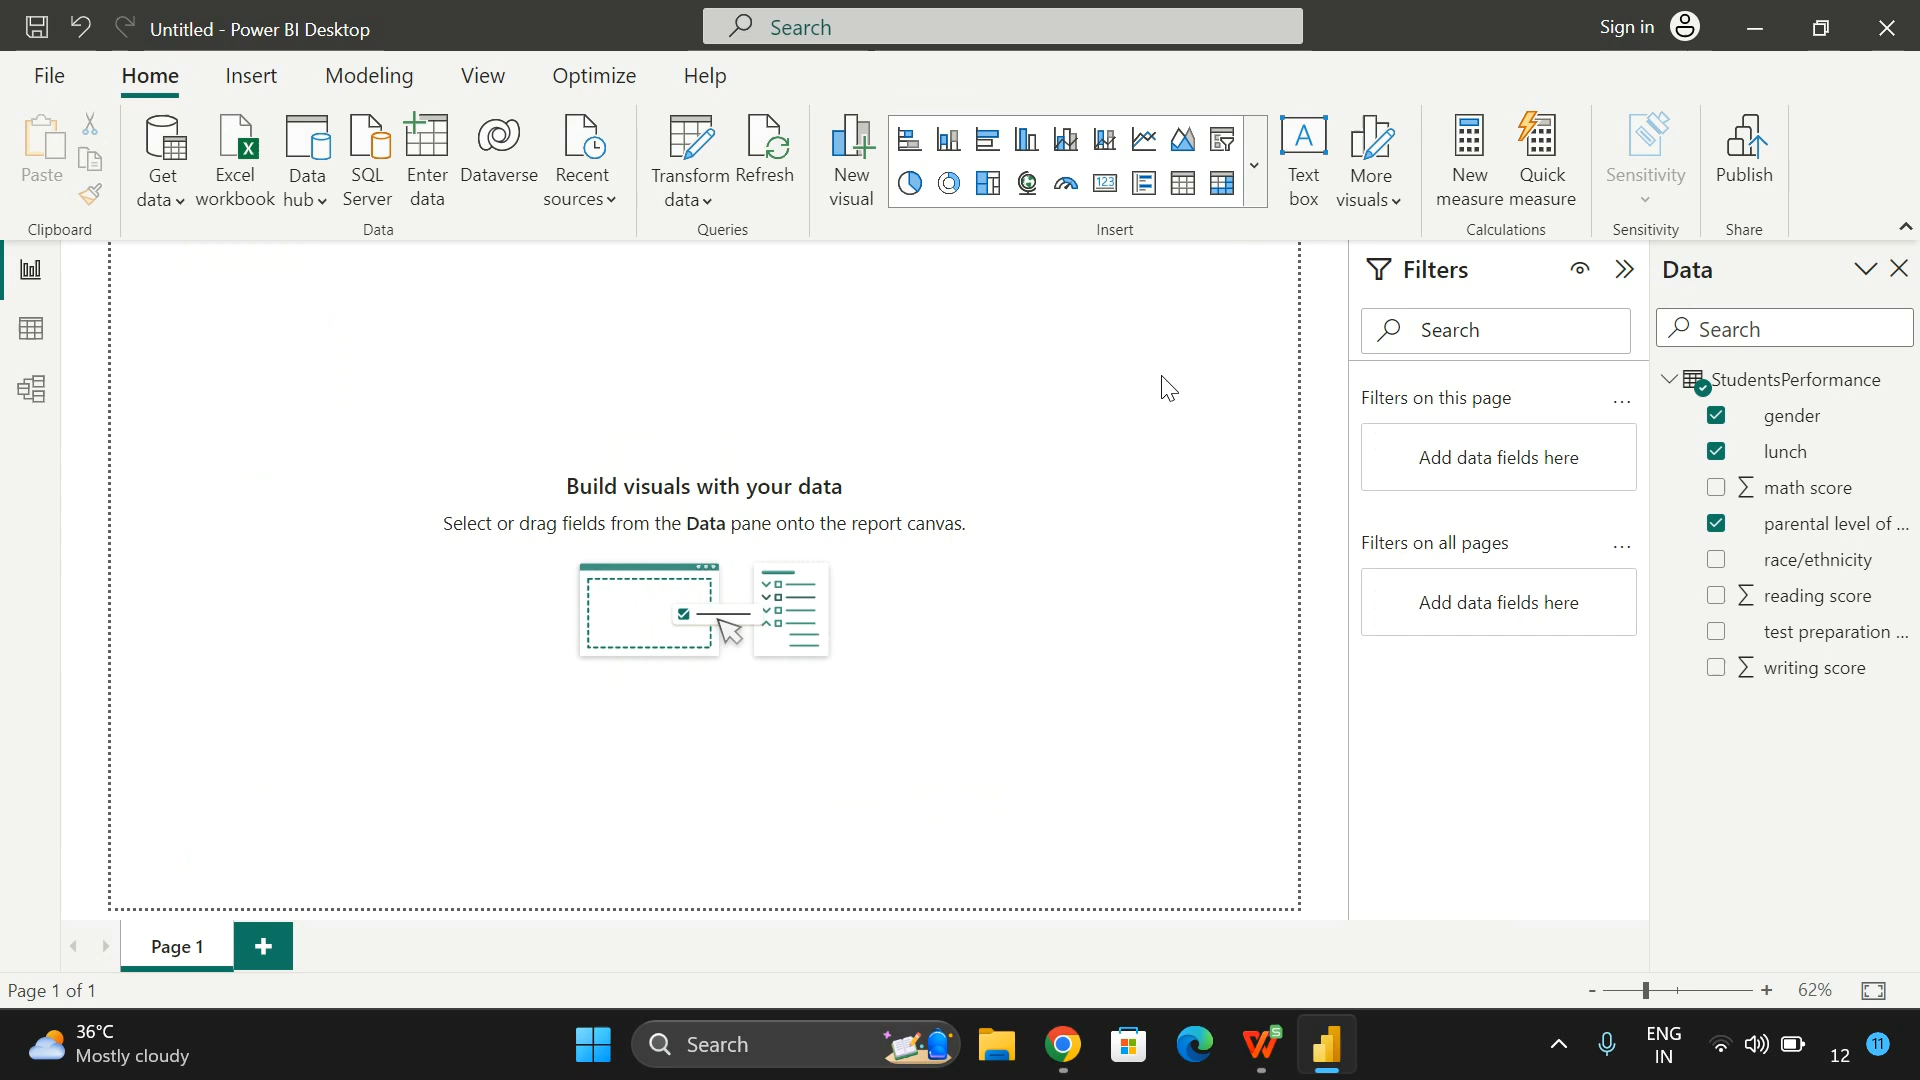 Untitled - Power BI Desktop
Search
Sign in
File
Home
Insert
Modeling
View
Optimize
Help
Paste
Get data
Excel workbook
Data hub
SQL Server
Enter data
Dataverse
Recent sources
Transform data
Refresh
New visual
123
A
Text box
More visuals
New measure
Quick measure
Sensitivity
Publish
Clipboard
Data
Queries
Insert
Calculations
Sensitivity
Share
Build visuals with your data
Select or drag fields from the Data pane onto the report canvas.
Filters
Search
Filters on this page
...
Add data fields here
Filters on all pages
...
Add data fields here
Data
Search
StudentsPerformance
gender
lunch
∑ math score
parental level of ...
race/ethnicity
∑ reading score
test preparation ...
∑ writing score
Page 1
+
Page 1 of 1
- + 62%
36°C
Mostly cloudy
Search
ENG
IN
12
11